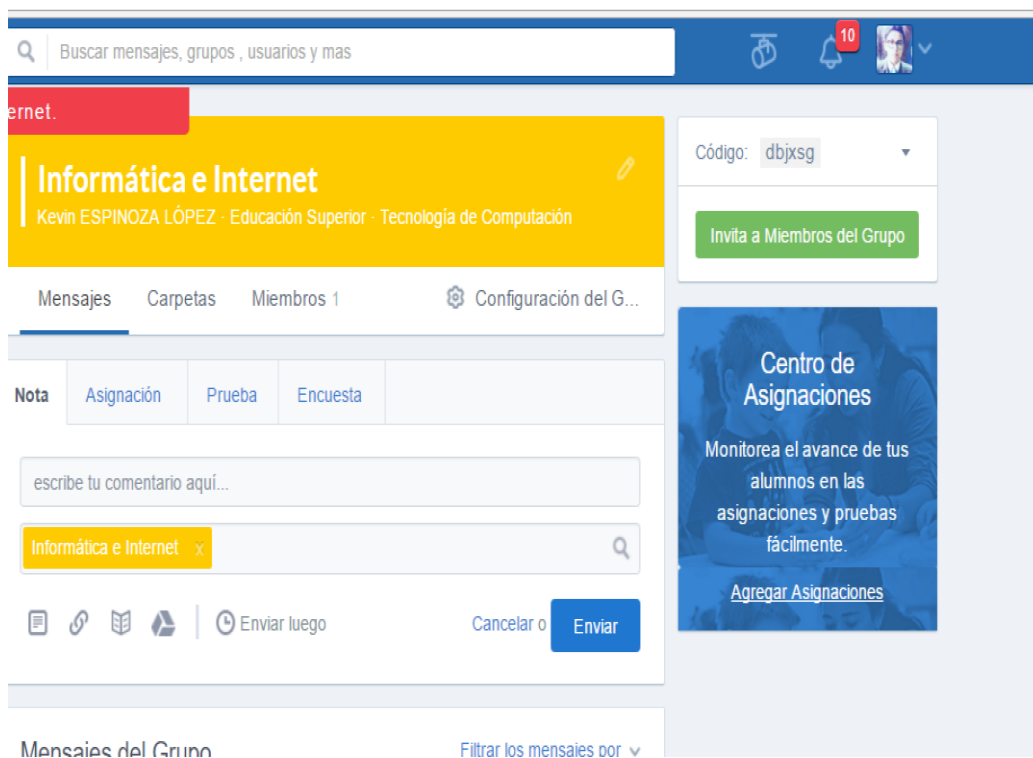 Buscar mensajes, grupos , usuarios y mas
10
ernet.
Informática e Internet
Kevin ESPINOZA LÓPEZ · Educación Superior · Tecnología de Computación
Mensajes Carpetas Miembros 1 Configuración del G...
Nota Asignación Prueba Encuesta
escribe tu comentario aquí...
Informática e Internet x
Enviar luego Cancelar o Enviar
Mensajes del Grupo Filtrar los mensajes por
Código: dbjxsg
Invita a Miembros del Grupo
Centro de
Asignaciones
Monitorea el avance de tus
alumnos en las
asignaciones y pruebas
fácilmente.
Agregar Asignaciones